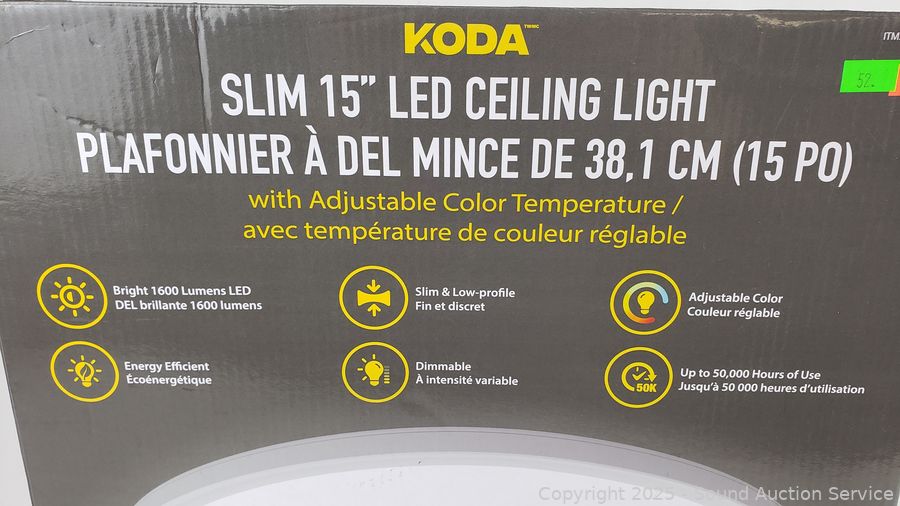 KODA™MC
ITM
52.
SLIM 15” LED CEILING LIGHT
PLAFONNIER À DEL MINCE DE 38,1 CM (15 PO)
with Adjustable Color Temperature /
avec température de couleur réglable
Bright 1600 Lumens LED
DEL brillante 1600 lumens
Slim & Low-profile
Fin et discret
Adjustable Color
Couleur réglable
Energy Efficient
Écoénergétique
Dimmable
À intensité variable
50K
Up to 50,000 Hours of Use
Jusqu’à 50 000 heures d’utilisation
Copyright 2025 - Sound Auction Service